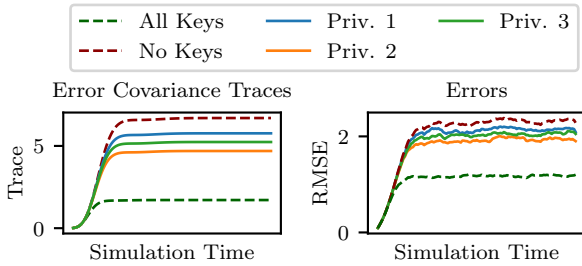 All Keys Priv. 1 Priv. 3
No Keys Priv. 2
Error Covariance Traces
Trace
5
0
Simulation Time
Errors
RMSE
2
0
Simulation Time